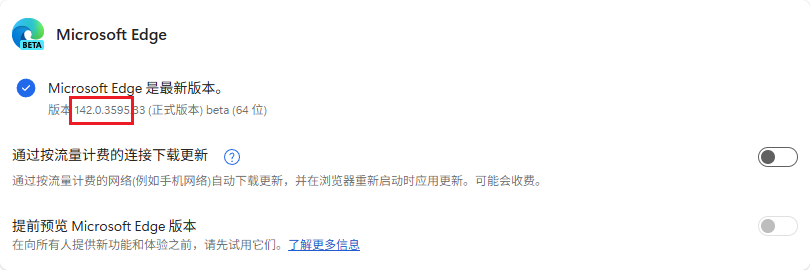 BETA
Microsoft Edge
Microsoft Edge 是最新版本。
版本 142.0.3595.33 (正式版本) beta (64 位)
通过按流量计费的连接下载更新 ?
通过按流量计费的网络(例如手机网络)自动下载更新，并在浏览器重新启动时应用更新。可能会收费。
提前预览 Microsoft Edge 版本
在向所有人提供新功能和体验之前，请先试用它们。了解更多信息